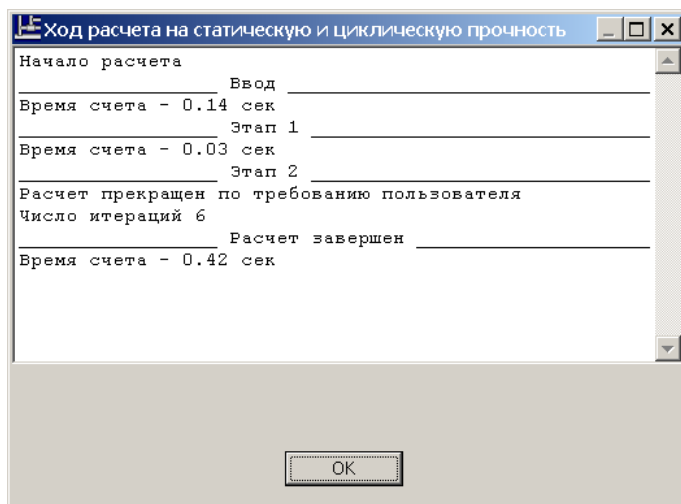 Ход расчета на статическую и циклическую прочность
Начало расчета
Ввод
Время счета - 0.14 сек
Этап 1
Время счета - 0.03 сек
Этап 2
Расчет прекращен по требованию пользователя
Число итераций 6
Расчет завершен
Время счета - 0.42 сек
OK